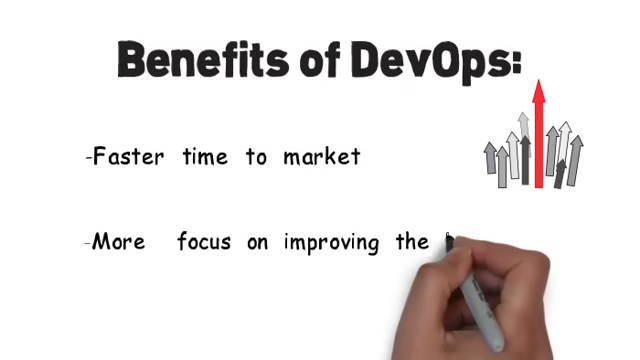 Benefits of DevOps:
-Faster time to market
-More focus on improving the